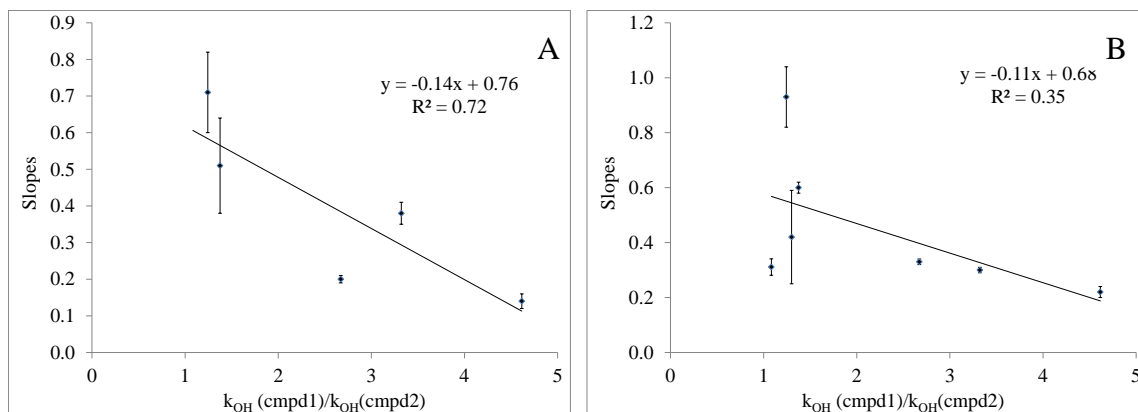 A
y = -0.14x + 0.76
R² = 0.72
0.9
0.8
0.7
0.6
0.5
0.4
0.3
0.2
0.1
0.0
Slopes
0 1 2 3 4 5
kOH (cmpd1)/kOH(cmpd2)
B
y = -0.11x + 0.68
R² = 0.35
1.2
1.0
0.8
0.6
0.4
0.2
0.0
Slopes
0 1 2 3 4 5
kOH (cmpd1)/kOH(cmpd2)